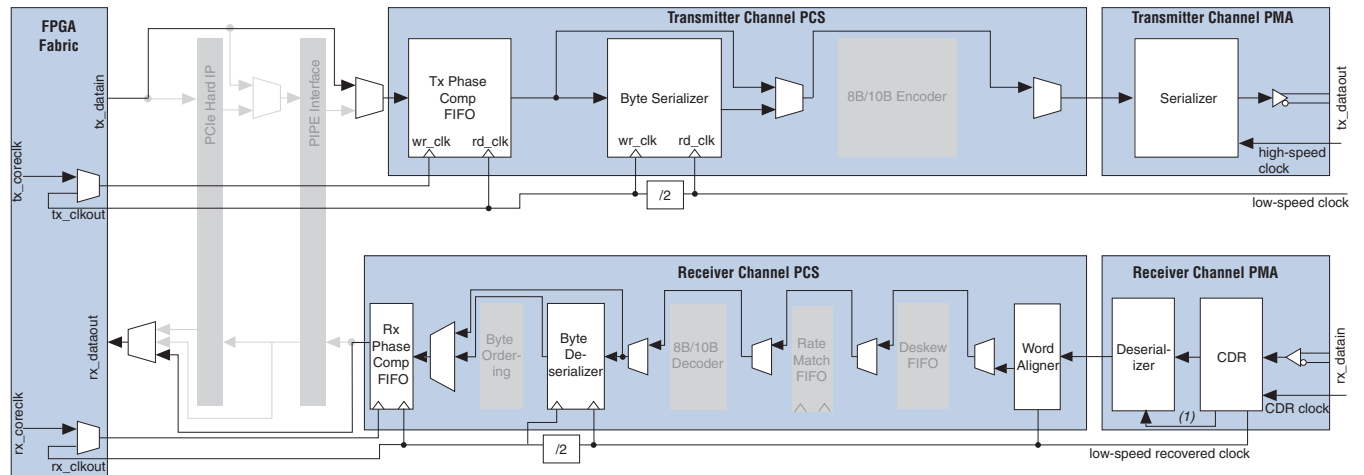 FPGA
Fabric
Transmitter Channel PCS
Transmitter Channel PMA
tx_datain
PCIe Hard IP
PIPE Interface
Tx Phase
Comp
FIFO
wr_clk
rd_clk
Byte Serializer
wr_clk
rd_clk
8B/10B Encoder
Serializer
tx_dataout
high-speed
clock
tx_coreclk
tx_clkout
/2
low-speed clock
Receiver Channel PCS
Receiver Channel PMA
rx_dataout
Rx
Phase
Comp
FIFO
Byte
Order-
ing
Byte
De-
serializer
8B/10B
Decoder
Rate
Match
FIFO
Deskew
FIFO
Word
Aligner
Deserial-
izer
CDR
rx_datain
CDR clock
(1)
rx_coreclk
rx_clkout
/2
low-speed recovered clock